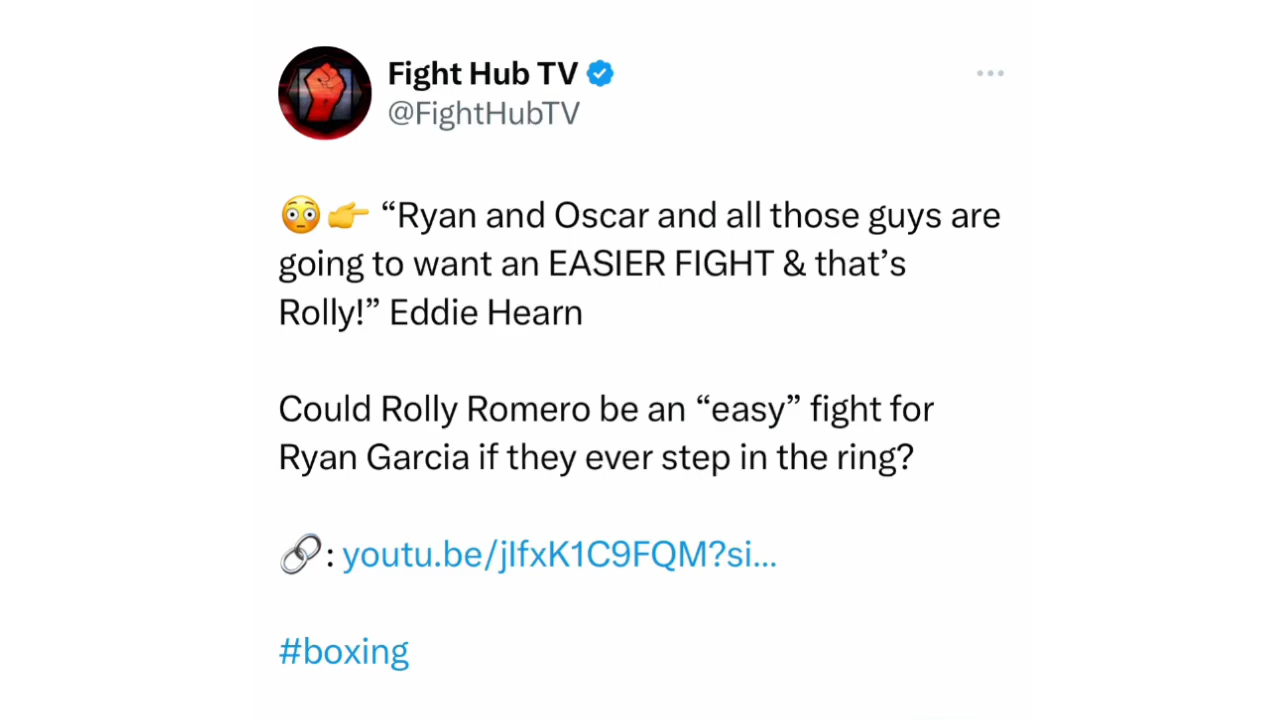 Fight Hub TV
@FightHubTV
😳👉 “Ryan and Oscar and all those guys are
going to want an EASIER FIGHT & that’s
Rolly!” Eddie Hearn
Could Rolly Romero be an “easy” fight for
Ryan Garcia if they ever step in the ring?
🔗: youtu.be/jIfxK1C9FQM?si...
#boxing